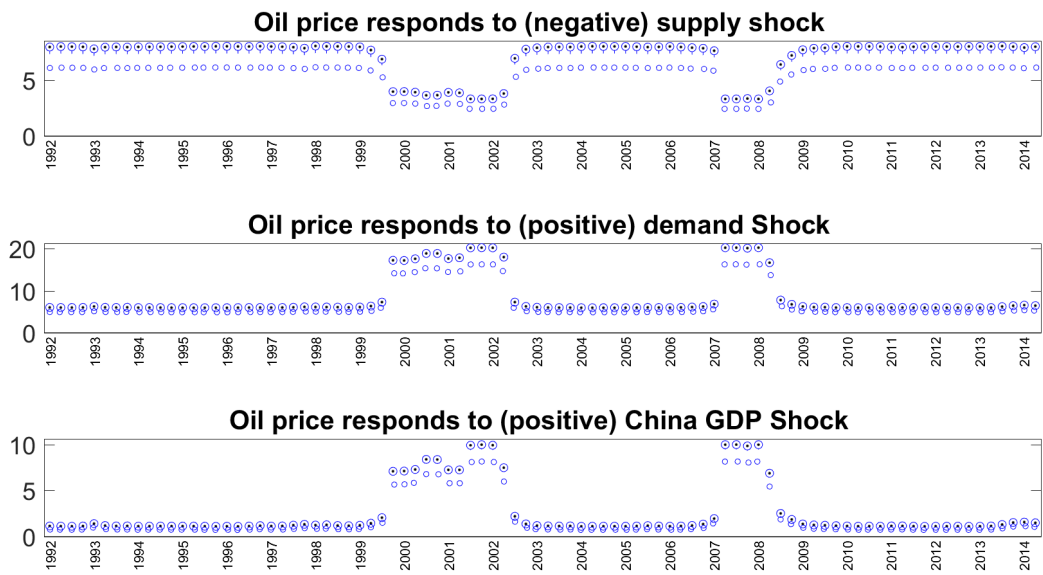 Oil price responds to (negative) supply shock
5
0
1992 1993 1994 1995 1996 1997 1998 1999 2000 2001 2002 2003 2004 2005 2006 2007 2008 2009 2010 2011 2012 2013 2014
Oil price responds to (positive) demand Shock
20
10
0
1992 1993 1994 1995 1996 1997 1998 1999 2000 2001 2002 2003 2004 2005 2006 2007 2008 2009 2010 2011 2012 2013 2014
Oil price responds to (positive) China GDP Shock
10
5
0
1992 1993 1994 1995 1996 1997 1998 1999 2000 2001 2002 2003 2004 2005 2006 2007 2008 2009 2010 2011 2012 2013 2014